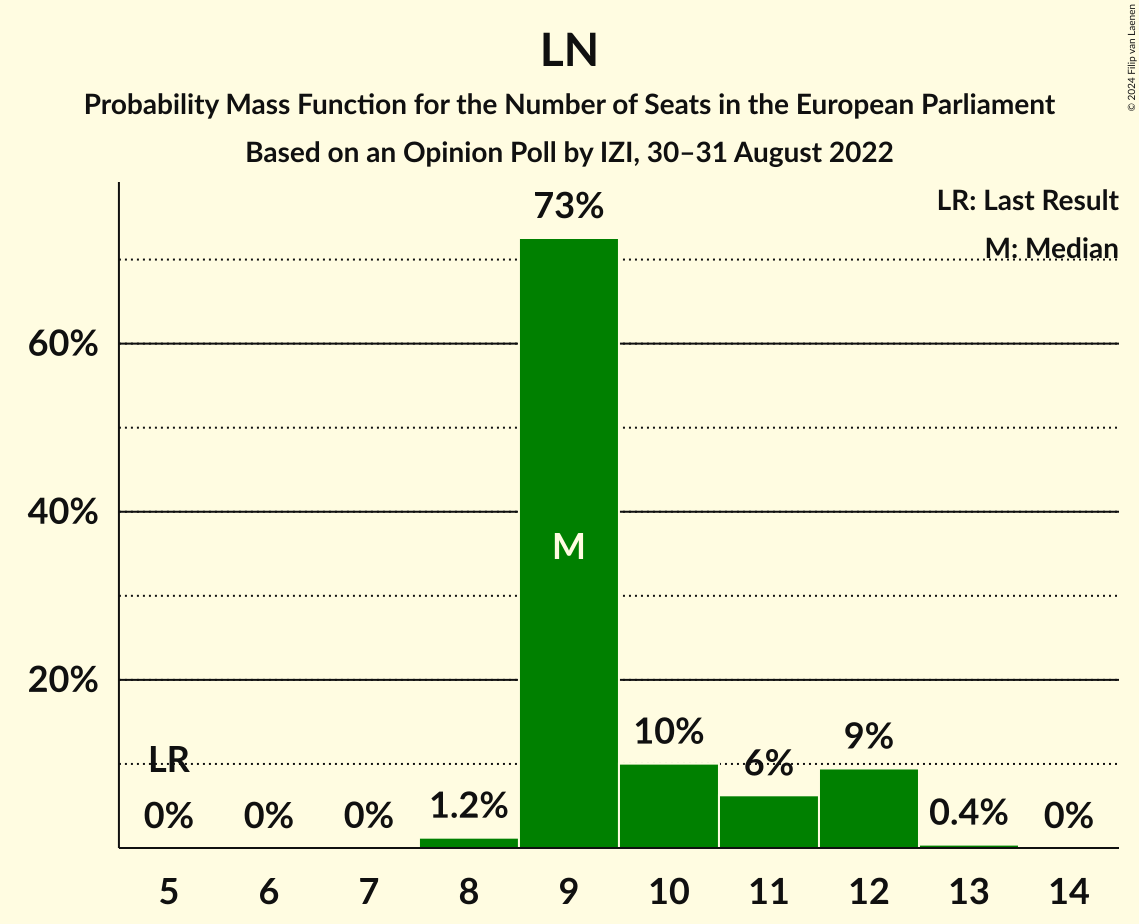 LN
Probability Mass Function for the Number of Seats in the European Parliament
Based on an Opinion Poll by IZI, 30–31 August 2022
© 2024 Filip van Laenen
LR: Last Result
M: Median
73%
60%
40%
20%
M
LR
0%
0%
0%
1.2%
10%
6%
9%
0.4%
0%
5 6 7 8 9 10 11 12 13 14